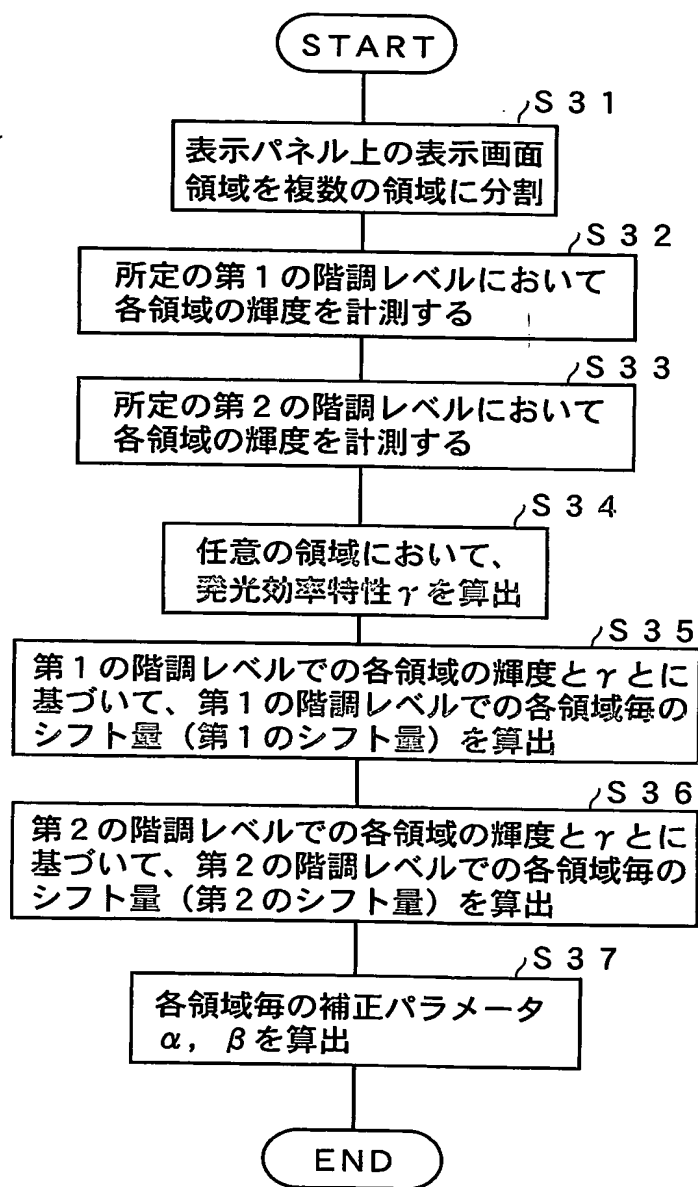 START
S31
表示パネル上の表示画面
領域を複数の領域に分割
S32
所定の第1の階調レベルにおいて
各領域の輝度を計測する
S33
所定の第2の階調レベルにおいて
各領域の輝度を計測する
S34
任意の領域において、
発光効率特性γを算出
S35
第1の階調レベルでの各領域の輝度とγとに
基づいて、第1の階調レベルでの各領域毎の
シフト量（第1のシフト量）を算出
S36
第2の階調レベルでの各領域の輝度とγとに
基づいて、第2の階調レベルでの各領域毎の
シフト量（第2のシフト量）を算出
S37
各領域毎の補正パラメータ
α，βを算出
END